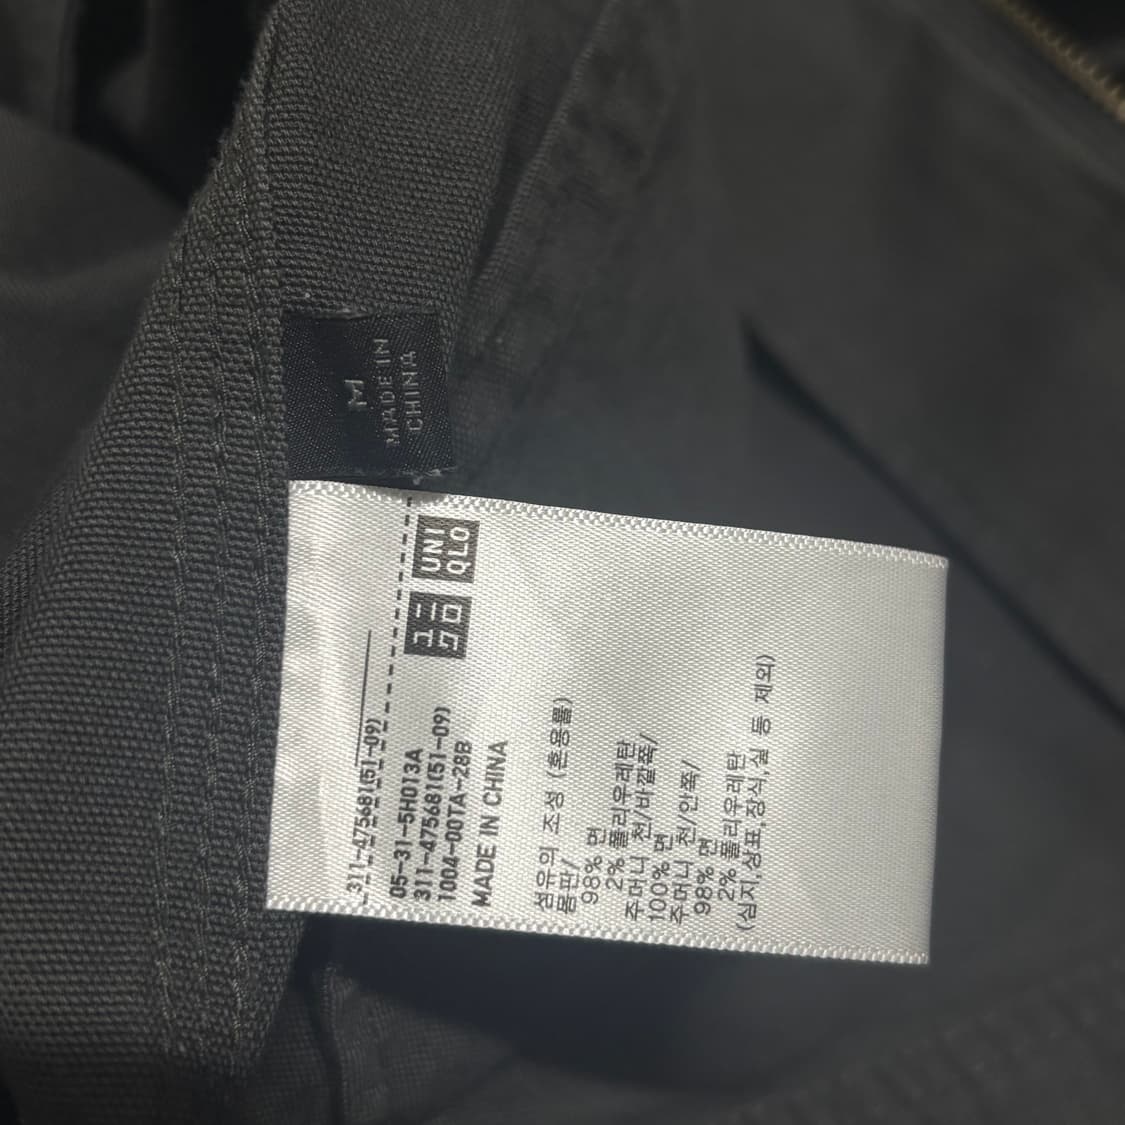 M
MADE IN
CHINA
UNI
QLO
ユニ
クロ
311-475681(51-09)
05-31-5H013A
311-475681(51-09)
1004-00TA-28B
MADE IN CHINA
섬유의 조성 (혼용률)
몸판/
98% 면
2% 폴리우레탄
주머니 천/바깥쪽/
100% 면
주머니 천/안쪽/
98% 면
2% 폴리우레탄
(심지,상표,장식,실 등 제외)